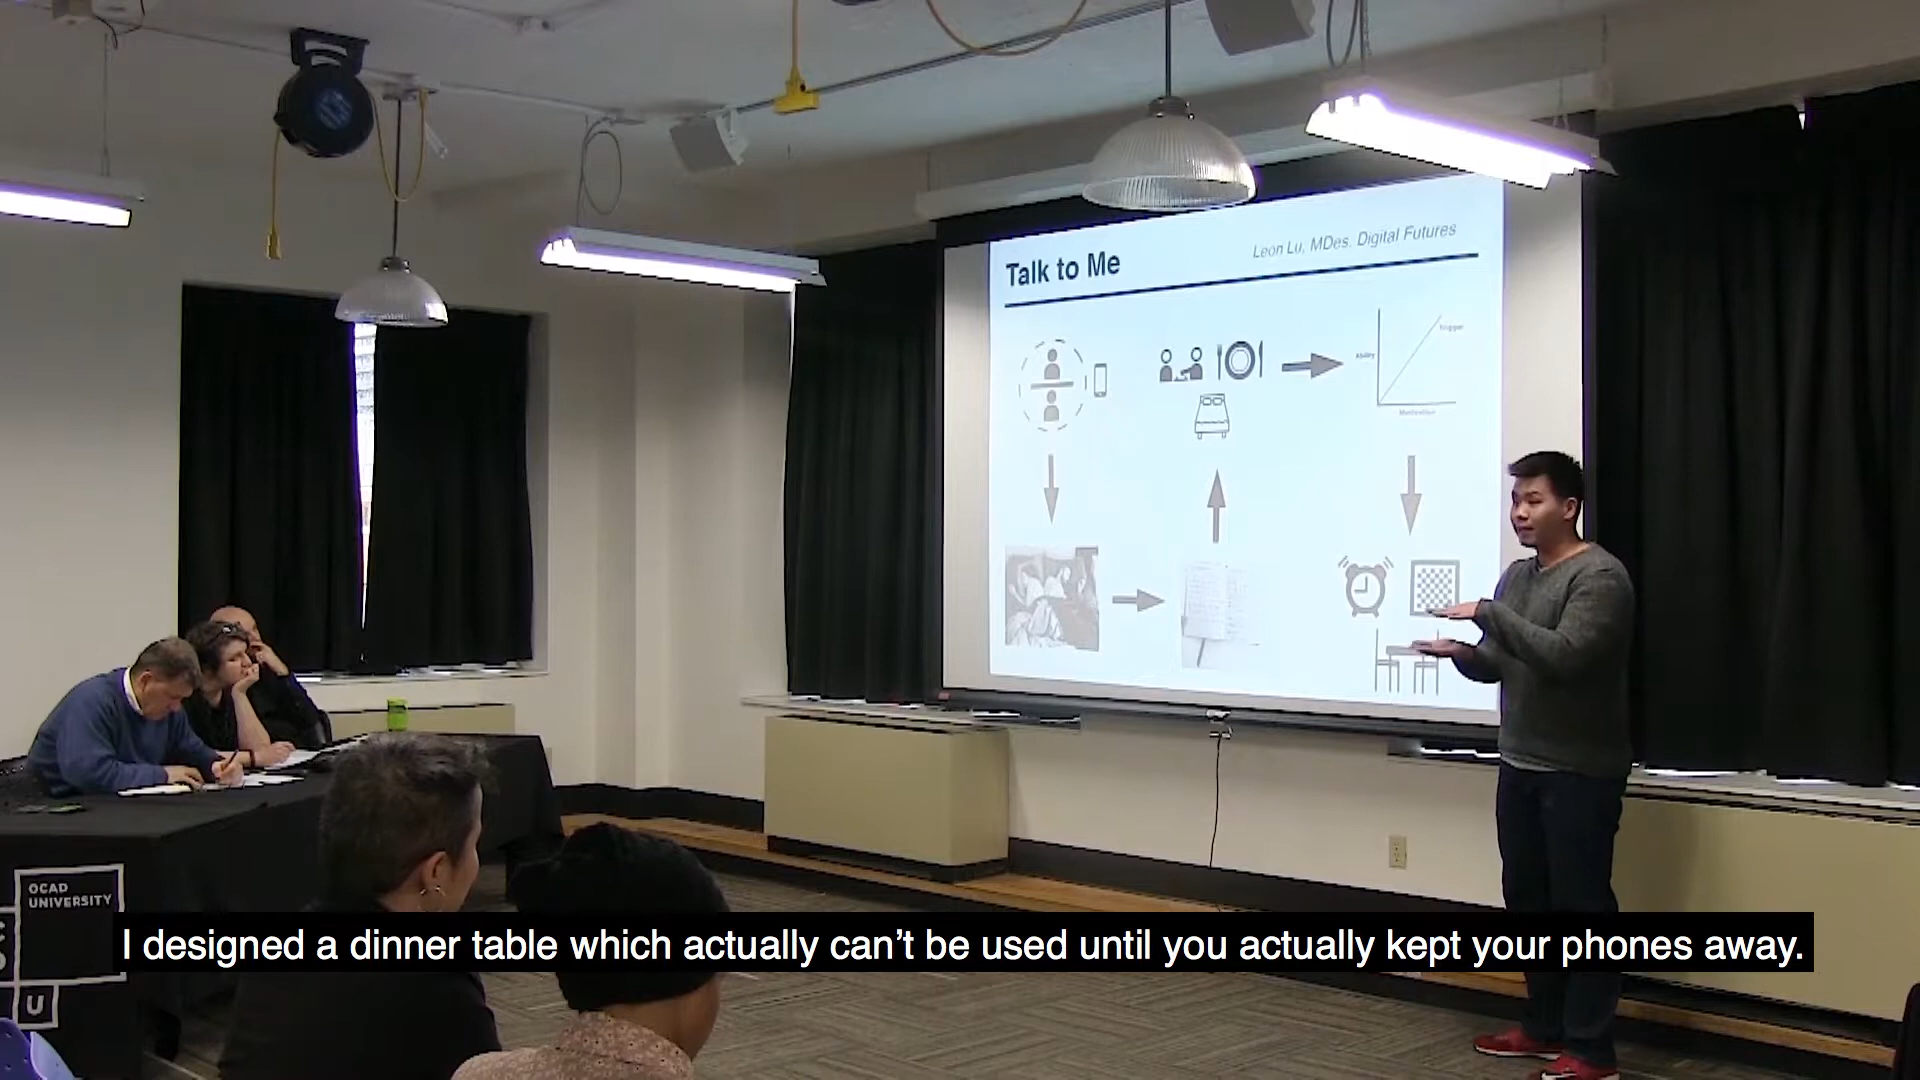 Leon Lu, MDes. Digital Futures
Talk to Me
Trigger
Ability
Motivation
OCAD
UNIVERSITY
U
I designed a dinner table which actually can’t be used until you actually kept your phones away.